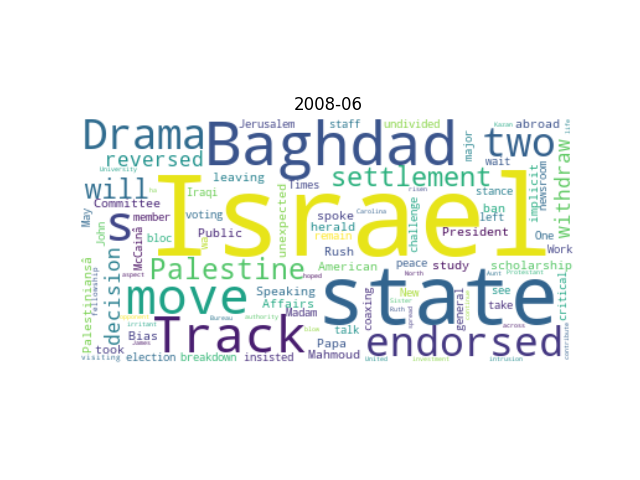 2008-06
Jerusalem staff undivided Kazan abroad life
Drama Baghdad major two
reversed wait
leaving settlement withdraw
University Times stance implicit newsroom
will Iraqi ban
Committee s Israel unexpected
May member voting spoke Carolina challenge left
John herald President One
McCainâ bloc Public Rush remain Work
Palestiniansâ fellowship decision Palestine American peace study scholarship
aspect hoped North Aunt Protestant
move Speaking Affairs state see critical
Madam coaxing New general take
irritant Bureau authority Sister Ruth spread
James Track Bias talk across
took Papa endorsed contribute
election breakdown insisted Mahmoud
visiting United investment intrusion